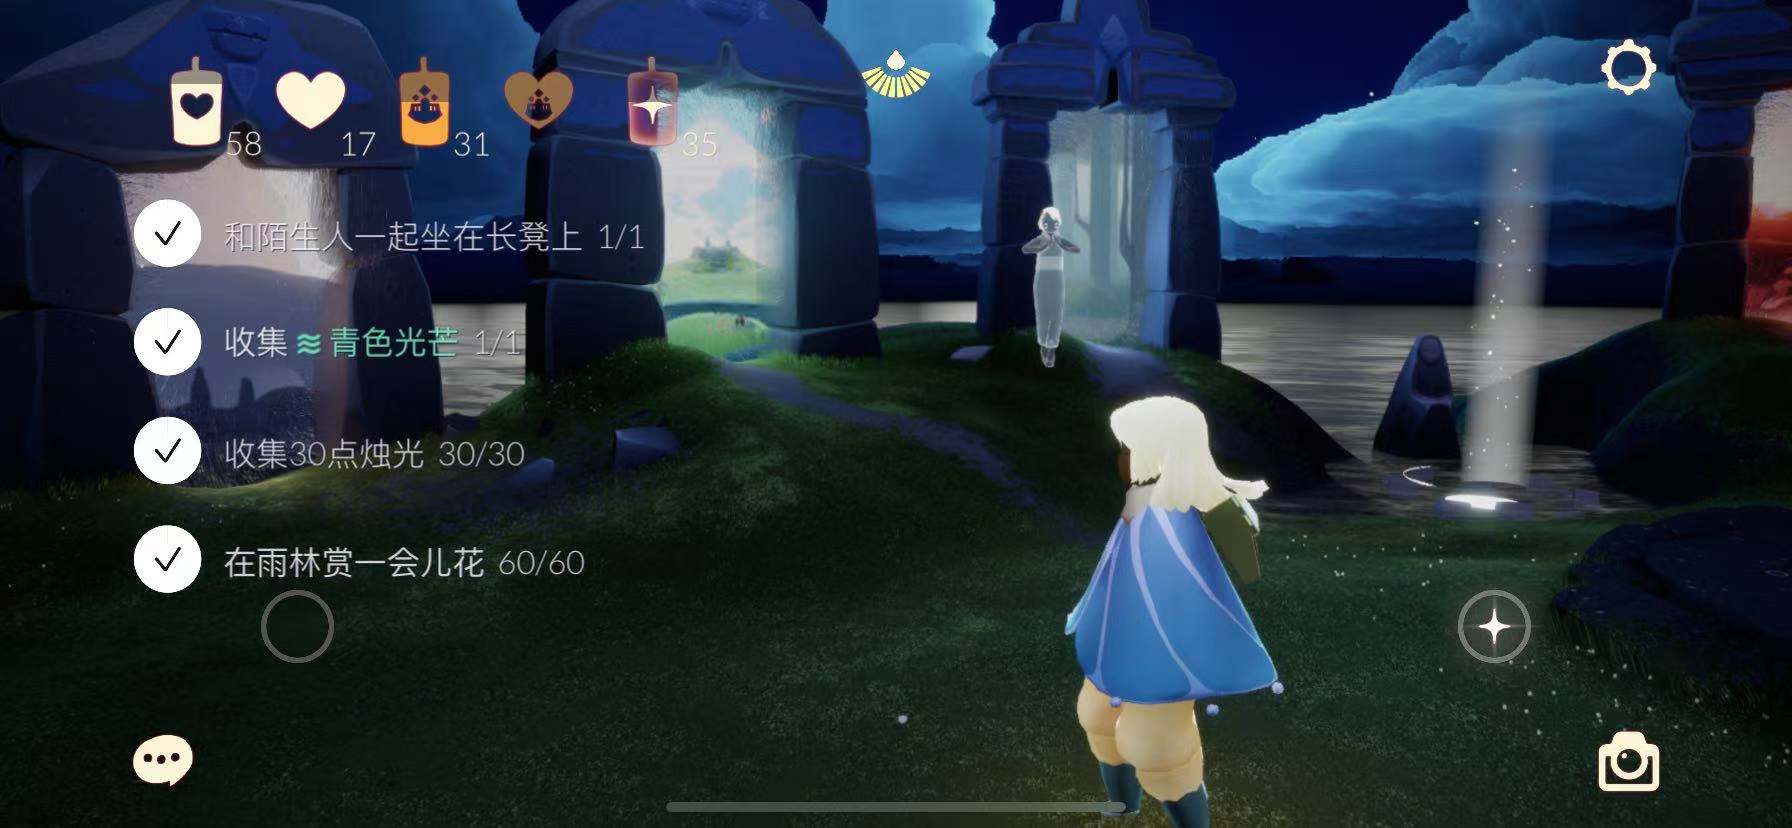 58 17 31 35
和陌生人一起坐在长凳上 1/1
收集 青色光芒 1/1
收集30点烛光 30/30
在雨林赏一会儿花 60/60